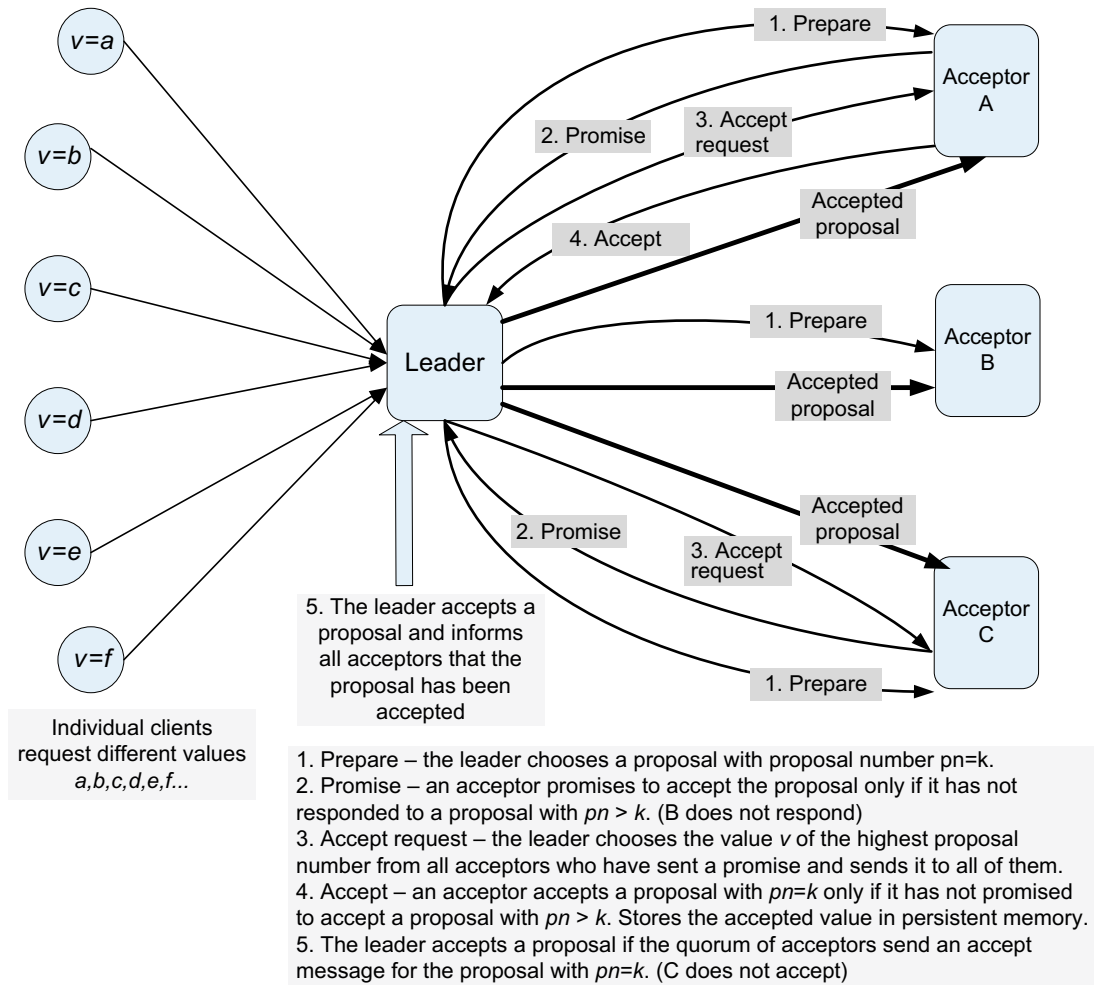 v=a
v=b
v=c
v=d
v=e
v=f
Individual clients
request different values
a,b,c,d,e,f...
Leader
1. Prepare
2. Promise
3. Accept
request
4. Accept
Accepted
proposal
Acceptor
A
1. Prepare
Accepted
proposal
Acceptor
B
Accepted
proposal
2. Promise
3. Accept
request
1. Prepare
Acceptor
C
5. The leader accepts a
proposal and informs
all acceptors that the
proposal has been
accepted
1. Prepare – the leader chooses a proposal with proposal number pn=k.
2. Promise – an acceptor promises to accept the proposal only if it has not
responded to a proposal with pn > k. (B does not respond)
3. Accept request – the leader chooses the value v of the highest proposal
number from all acceptors who have sent a promise and sends it to all of them.
4. Accept – an acceptor accepts a proposal with pn=k only if it has not promised
to accept a proposal with pn > k. Stores the accepted value in persistent memory.
5. The leader accepts a proposal if the quorum of acceptors send an accept
message for the proposal with pn=k. (C does not accept)